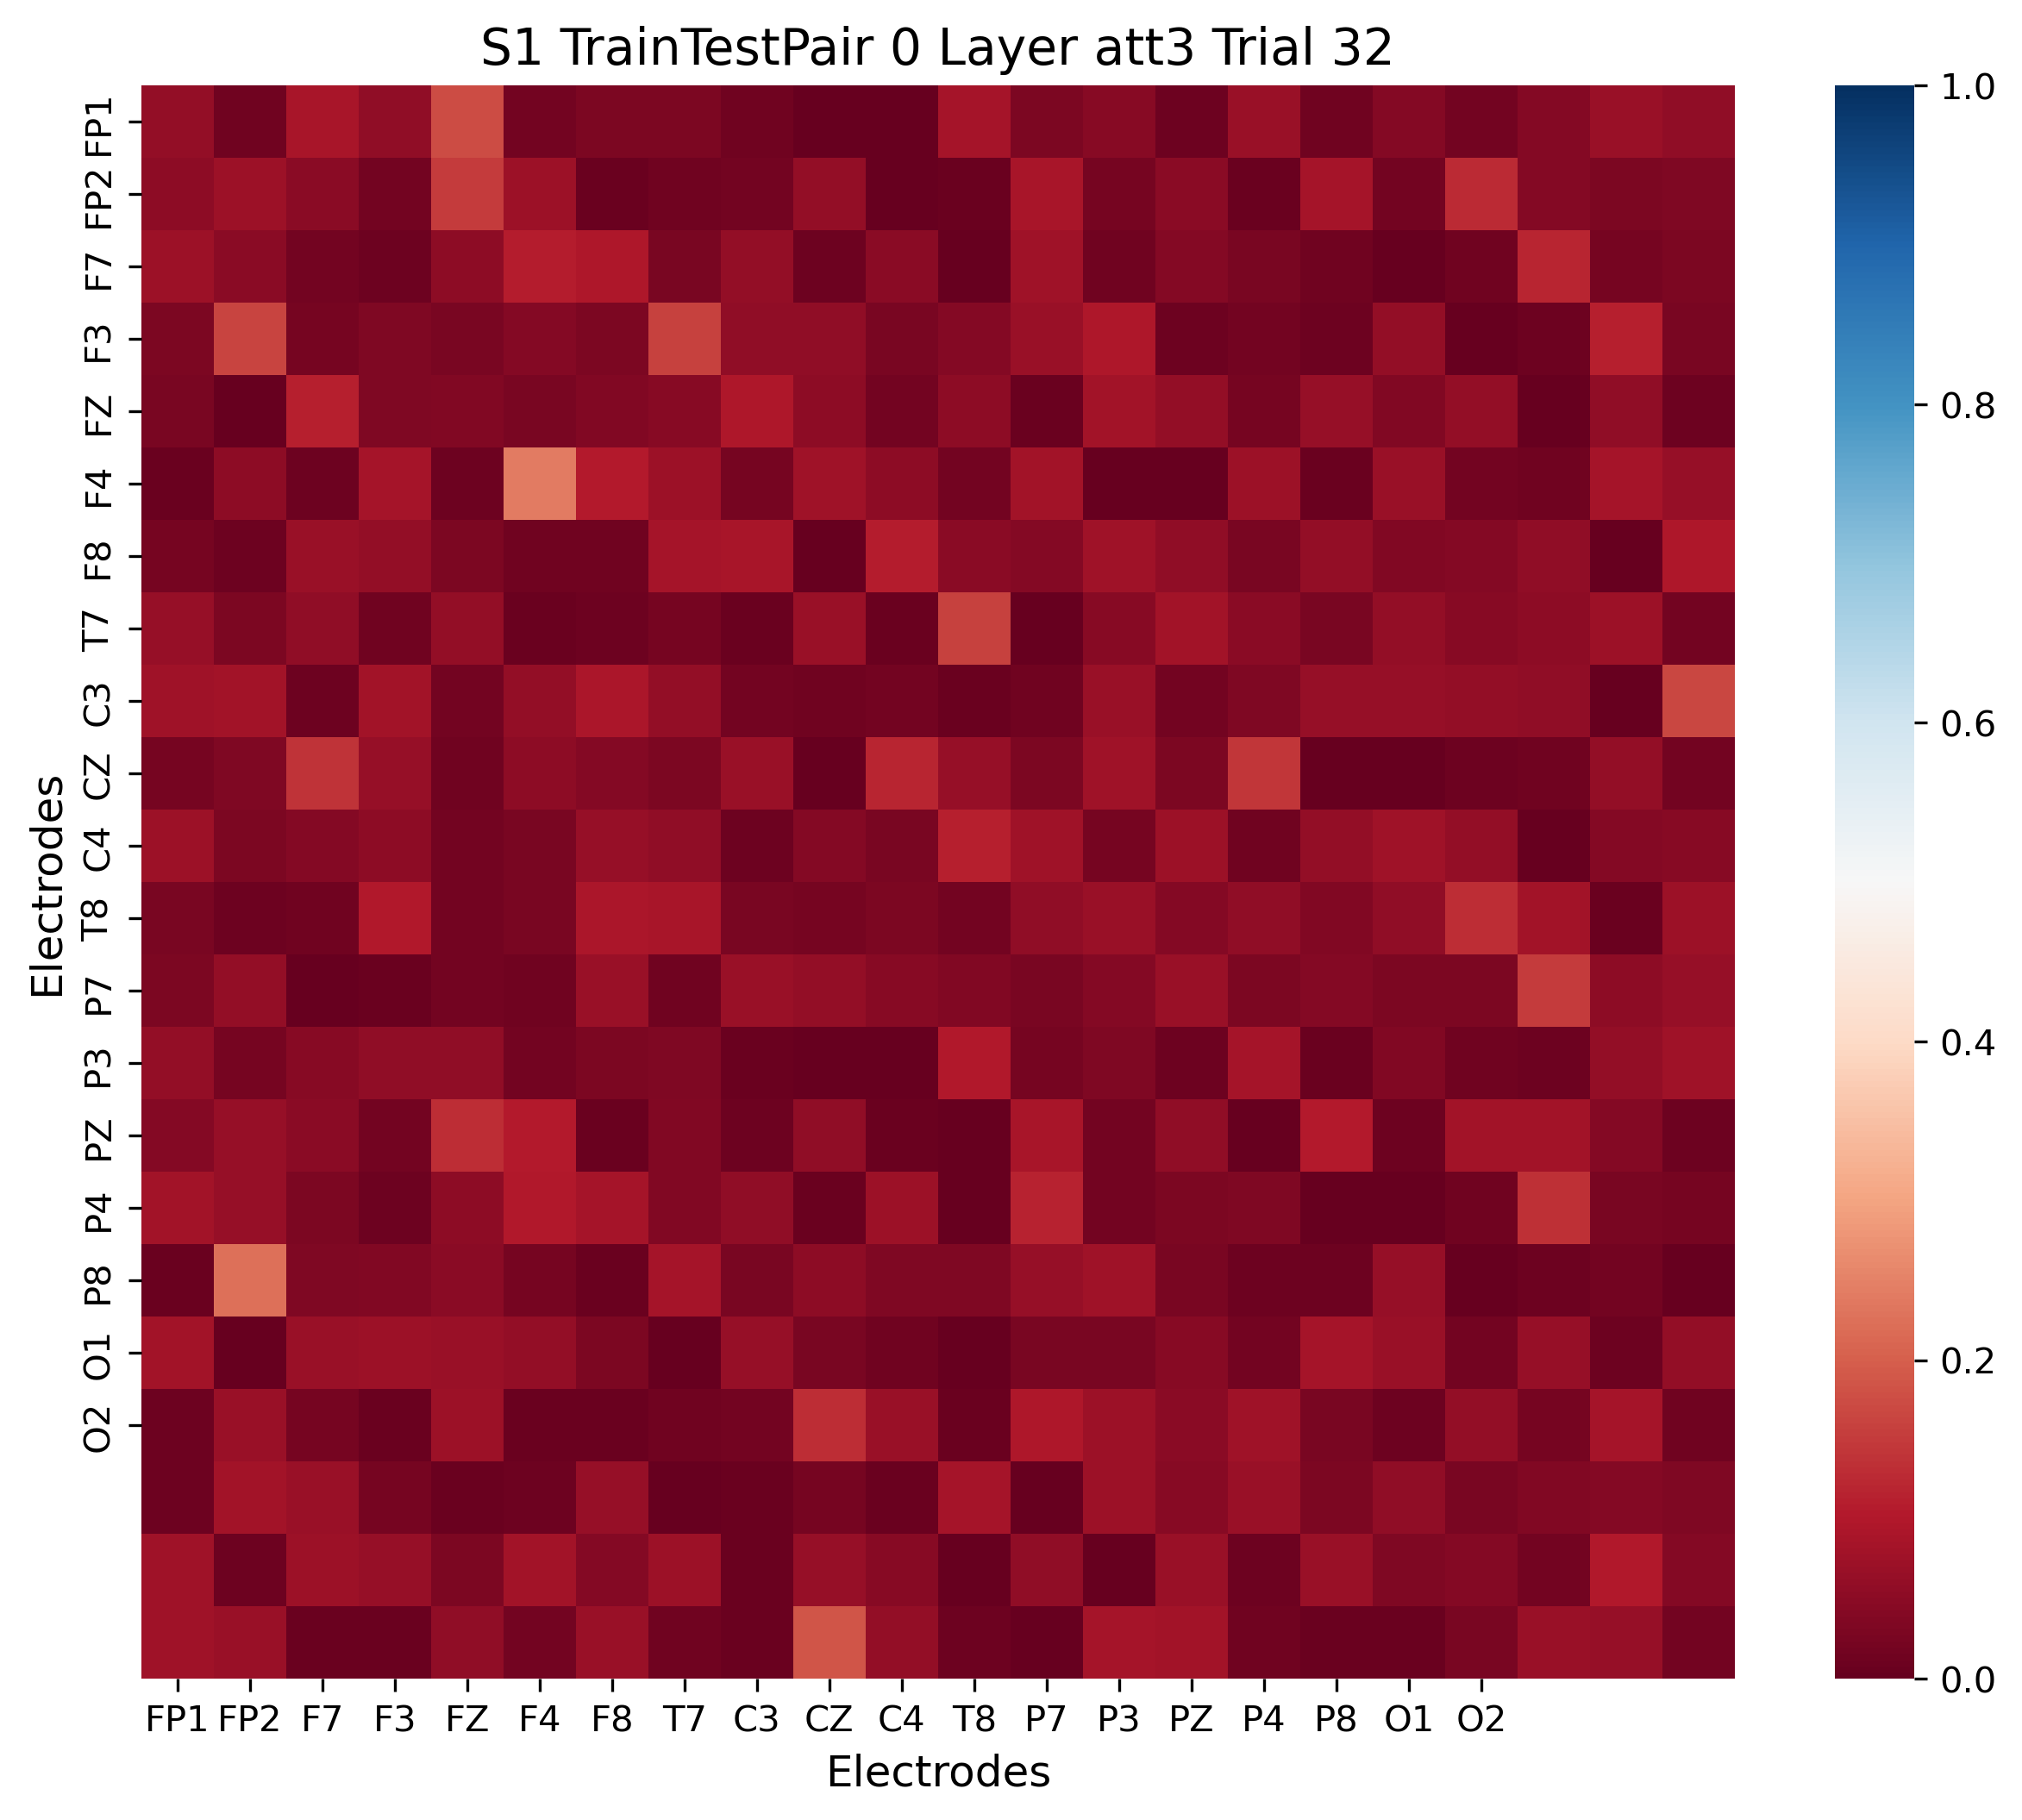 S1 TrainTestPair 0 Layer att3 Trial 32
Electrodes
FP1
FP2
F7
F3
FZ
F4
F8
T7
C3
CZ
C4
T8
P7
P3
PZ
P4
P8
O1
O2
FP1 FP2 F7 F3 FZ F4 F8 T7 C3 CZ C4 T8 P7 P3 PZ P4 P8 O1 O2
Electrodes
1.0
0.8
0.6
0.4
0.2
0.0